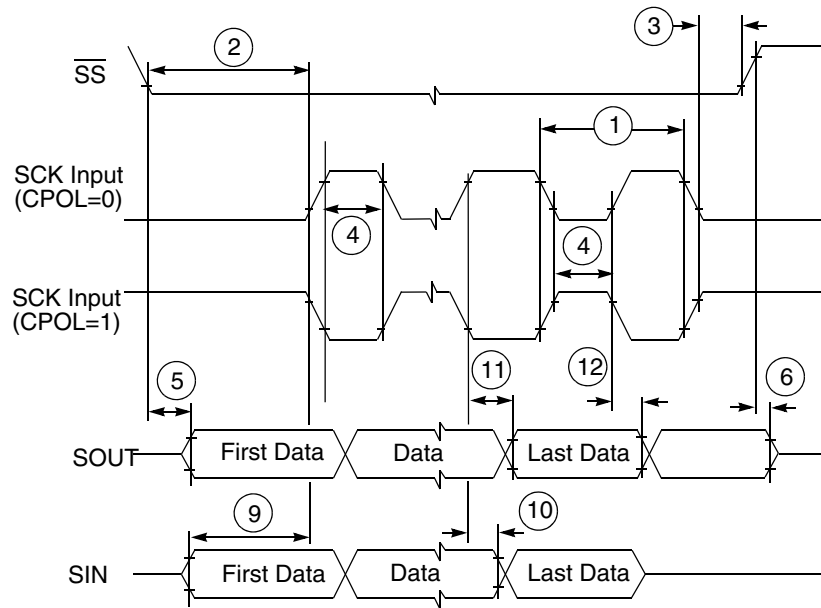 3
2
SS
1
SCK Input
(CPOL=0)
4
4
SCK Input
(CPOL=1)
5
11
12
6
SOUT
First Data
Data
Last Data
9
10
SIN
First Data
Data
Last Data